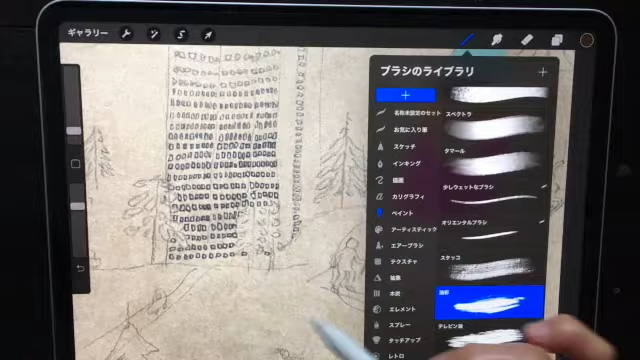 ギャラリー
ブラシのライブラリ
名称未設定のセット
お気に入り筆
スケッチ
インキング
描画
カリグラフィ
ペイント
アーティスティック
エアーブラシ
テクスチャ
抽象
木炭
エレメント
スプレー
タッチアップ
レトロ
スペクトラ
タマール
少しウェットなブラシ
オリエンタルブラシ
スタッコ
油彩
テレピン油